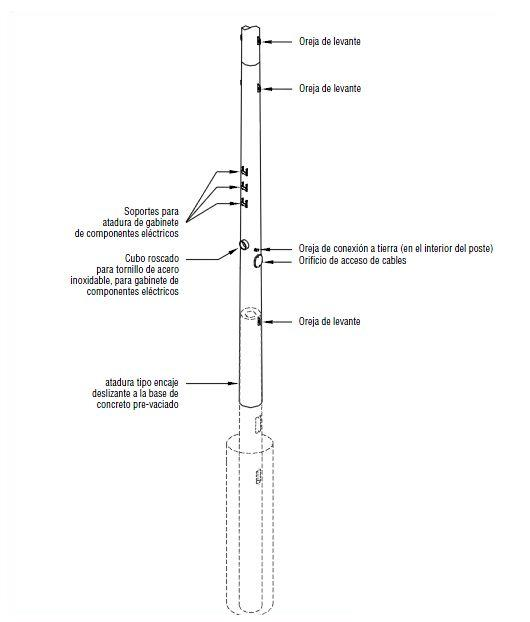 Oreja de levante
Oreja de levante
Soportes para
atadura de gabinete
de componentes eléctricos
Oreja de conexión a tierra (en el interior del poste)
Orificio de acceso de cables
Cubo roscado
para tornillo de acero
inoxidable, para gabinete de
componentes eléctricos
Oreja de levante
atadura tipo encaje
deslizante a la base de
concreto pre-vaciado